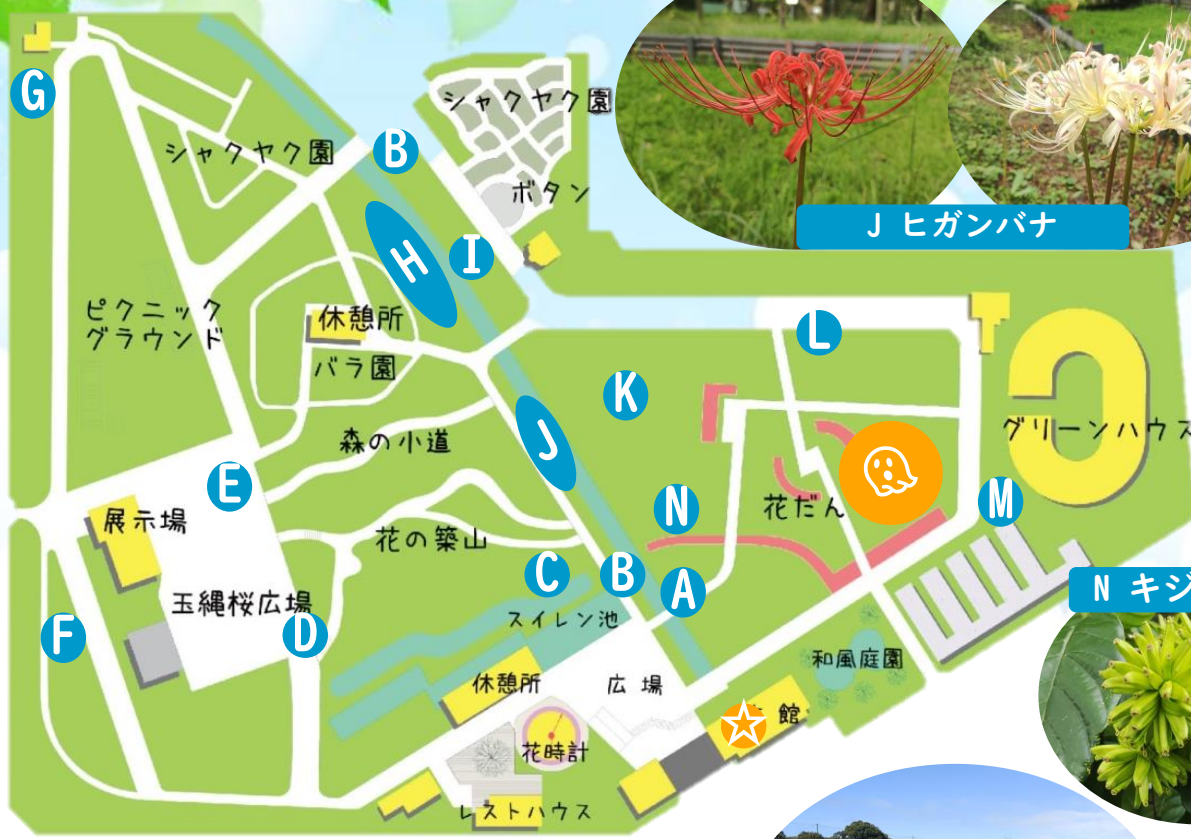 G
シャクヤク園
シャクヤク園
B
ボタン
J ヒガンバナ
H
I
ピクニック
グラウンド
休憩所
バラ園
L
K
グリーンハウス
森の小道
J
E
展示場
花の築山
N
花だん
M
C
B
A
N キジ
玉縄桜広場
スイレン池
F
D
休憩所
広場
和風庭園
館
花時計
レストハウス